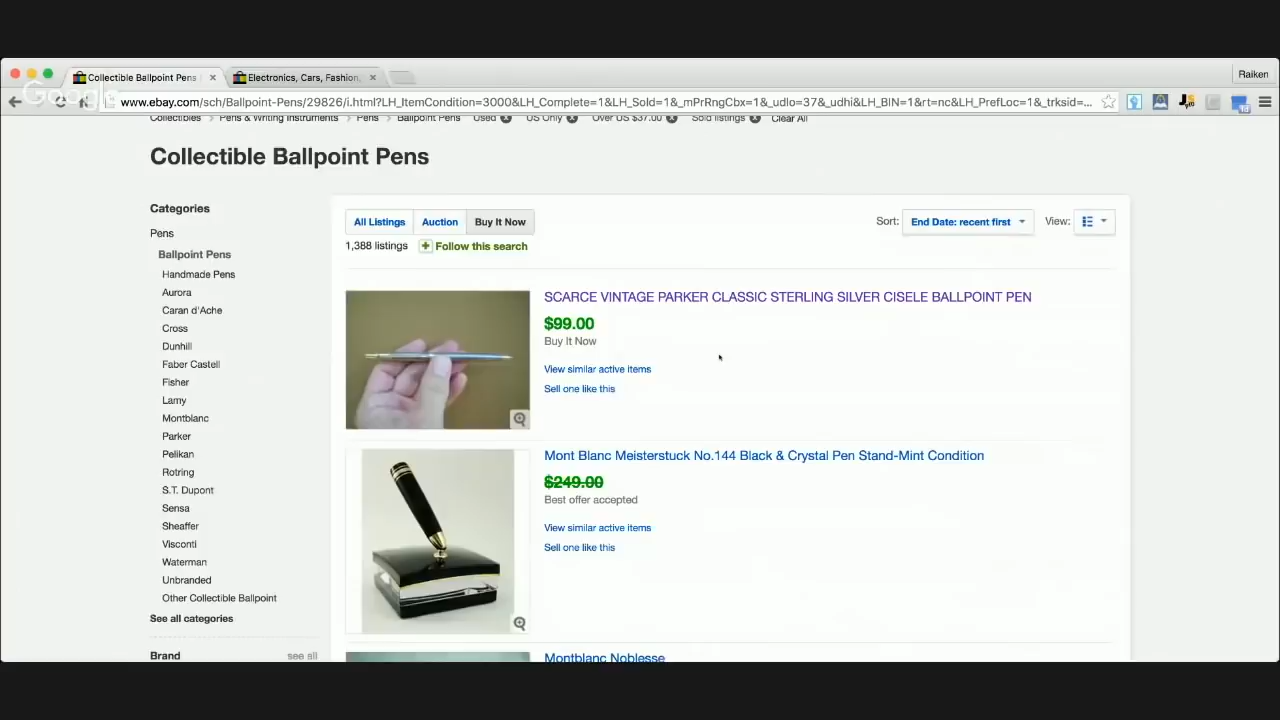 Collectible Ballpoint Pens
Electronics, Cars, Fashion,
Raiken
Google
www.ebay.com/sch/Ballpoint-Pens/29826/i.html?LH_ItemCondition=3000&LH_Complete=1&LH_Sold=1&_mPrRngCbx=1&_udlo=37&_udhi&LH_BIN=1&rt=nc&LH_PrefLoc=1&_trksid=...
Collectibles > Pens & Writing Instruments > Pens > Ballpoint Pens Used US Only Over US $37.00 Sold listings Clear All
Collectible Ballpoint Pens
Categories
Pens
Ballpoint Pens
Handmade Pens
Aurora
Caran d'Ache
Cross
Dunhill
Faber Castell
Fisher
Lamy
Montblanc
Parker
Pelikan
Rotring
S.T. Dupont
Sensa
Sheaffer
Visconti
Waterman
Unbranded
Other Collectible Ballpoint
See all categories
Brand see all
All Listings Auction Buy It Now
Sort: End Date: recent first View:
1,388 listings + Follow this search
SCARCE VINTAGE PARKER CLASSIC STERLING SILVER CISELE BALLPOINT PEN
$99.00
Buy It Now
View similar active items
Sell one like this
Mont Blanc Meisterstuck No.144 Black & Crystal Pen Stand-Mint Condition
$249.00
Best offer accepted
View similar active items
Sell one like this
Montblanc Noblesse